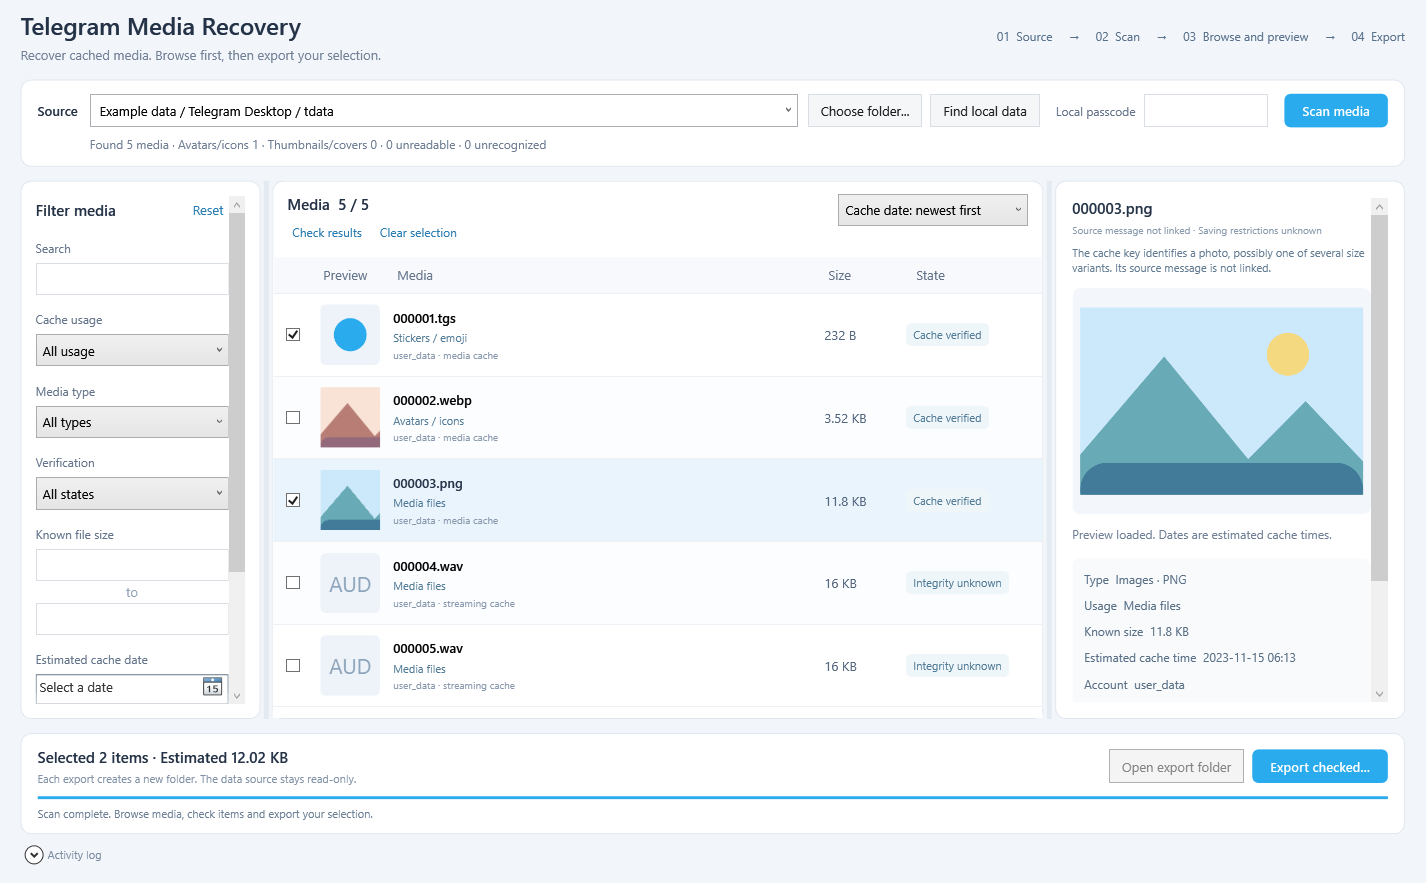 Telegram Media Recovery
Recover cached media. Browse first, then export your selection.
01 Source → 02 Scan → 03 Browse and preview → 04 Export
Source
Example data / Telegram Desktop / tdata
Choose folder...
Find local data
Local passcode
Scan media
Found 5 media · Avatars/icons 1 · Thumbnails/covers 0 · 0 unreadable · 0 unrecognized
Filter media
Reset
Search
Cache usage
All usage
Media type
All types
Verification
All states
Known file size
to
Estimated cache date
Select a date
15
Media 5 / 5
Cache date: newest first
Check results
Clear selection
Preview Media Size State
000001.tgs
Stickers / emoji
user_data · media cache
232 B
Cache verified
000002.webp
Avatars / icons
user_data · media cache
3.52 KB
Cache verified
000003.png
Media files
user_data · media cache
11.8 KB
Cache verified
AUD
000004.wav
Media files
user_data · streaming cache
16 KB
Integrity unknown
AUD
000005.wav
Media files
user_data · streaming cache
16 KB
Integrity unknown
000003.png
Source message not linked · Saving restrictions unknown
The cache key identifies a photo, possibly one of several size
variants. Its source message is not linked.
Preview loaded. Dates are estimated cache times.
Type Images · PNG
Usage Media files
Known size 11.8 KB
Estimated cache time 2023-11-15 06:13
Account user_data
Selected 2 items · Estimated 12.02 KB
Each export creates a new folder. The data source stays read-only.
Open export folder
Export checked...
Scan complete. Browse media, check items and export your selection.
Activity log